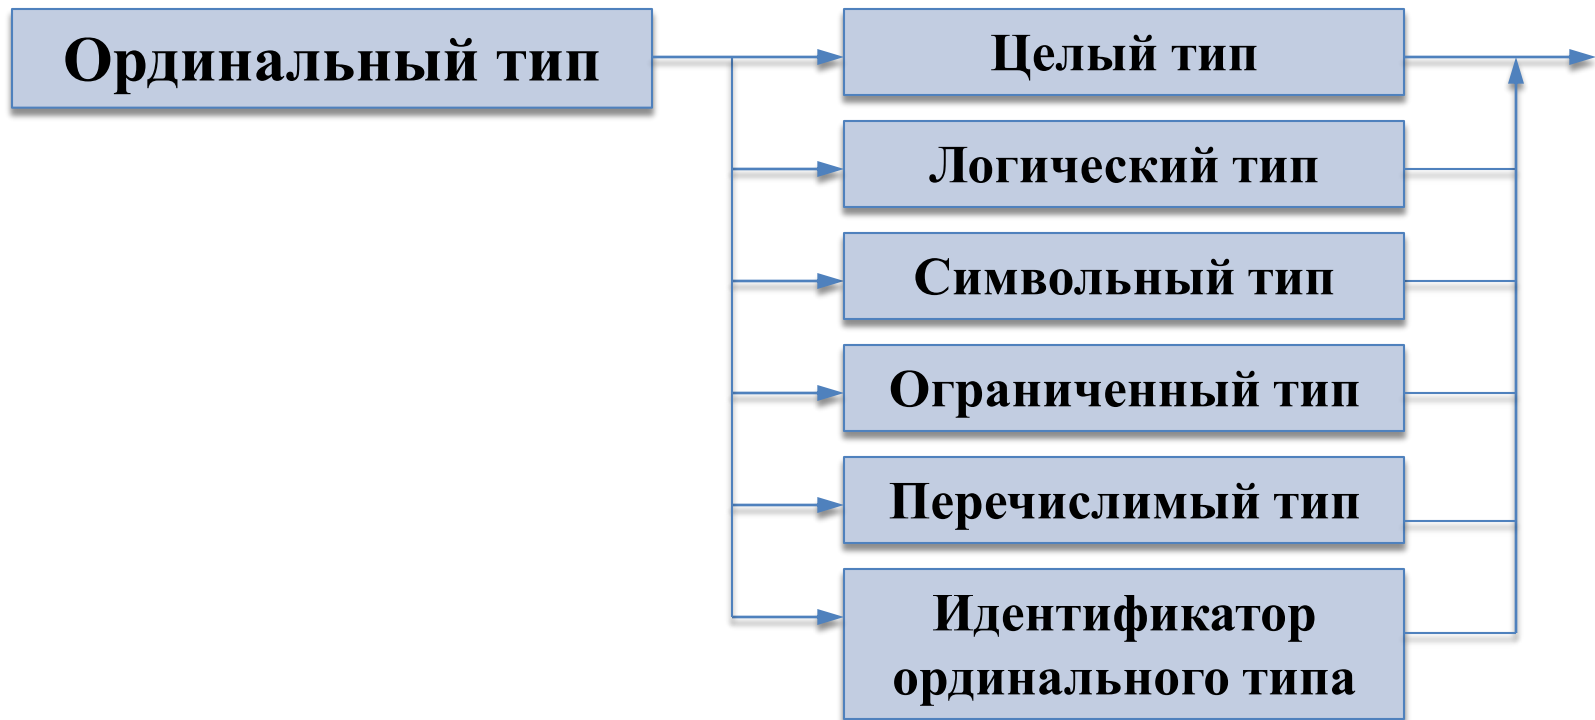 Ординальный тип
Целый тип
Логический тип
Символьный тип
Ограниченный тип
Перечислимый тип
Идентификатор
ординального типа